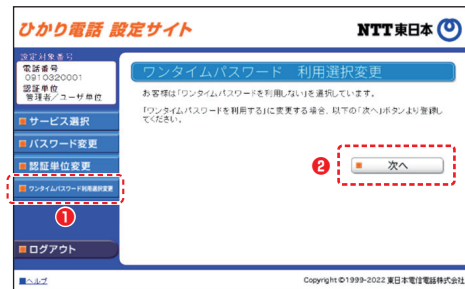 ひかり電話 設定サイト
NTT東日本
設定対象番号
電話番号
0910320001
認証単位
管理者／ユーザ単位
ワンタイムパスワード 利用選択変更
お客様は「ワンタイムパスワードを利用しない」を選択しています。
「ワンタイムパスワードを利用する」に変更する場合、以下の「次へ」ボタンより登録し
てください。
サービス選択
パスワード変更
認証単位変更
ワンタイムパスワード利用選択変更
1
2
次へ
ログアウト
ヘルプ
Copyright © 1999-2022 東日本電信電話株式会社